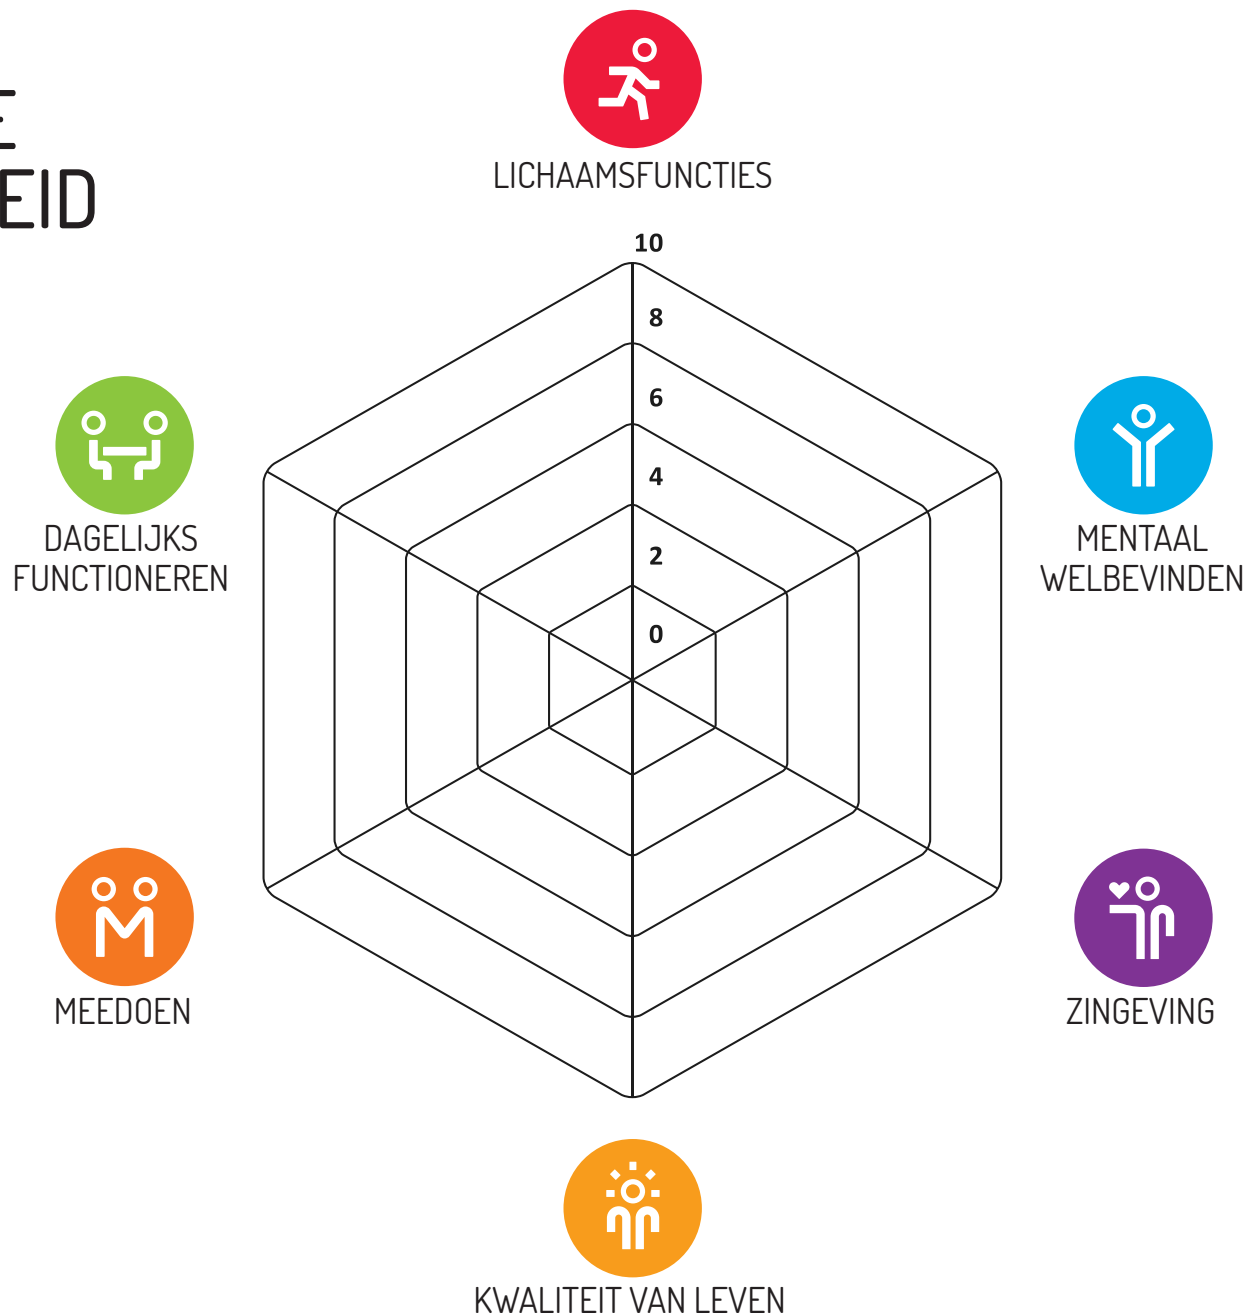 E
EID
LICHAAMSFUNCTIES
10
8
6
4
2
0
DAGELIJKS
FUNCTIONEREN
MENTAAL
WELBEVINDEN
MEEDOEN
ZINGEVING
KWALITEIT VAN LEVEN